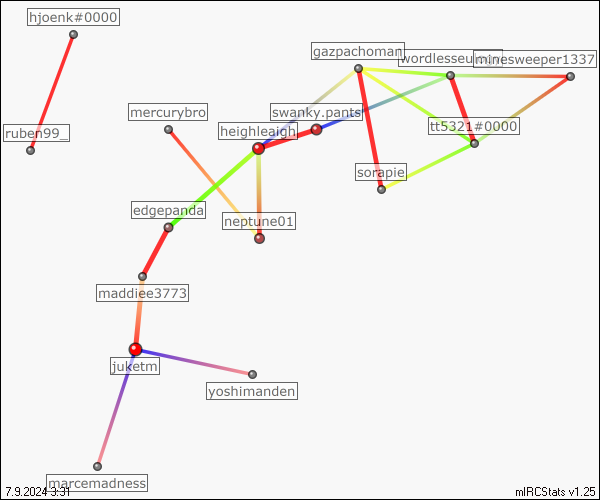 hjoenk#0000
gazpachoman
minesweeper1337
mercurybro
swanky.pants
heighleaigh
ruben99_
tt5321#0000
sorapie
edgepanda
neptune01
maddiee3773
juketm
yoshimanden
marcemadness
7.9.2024 3:31
mIRCStats v1.25